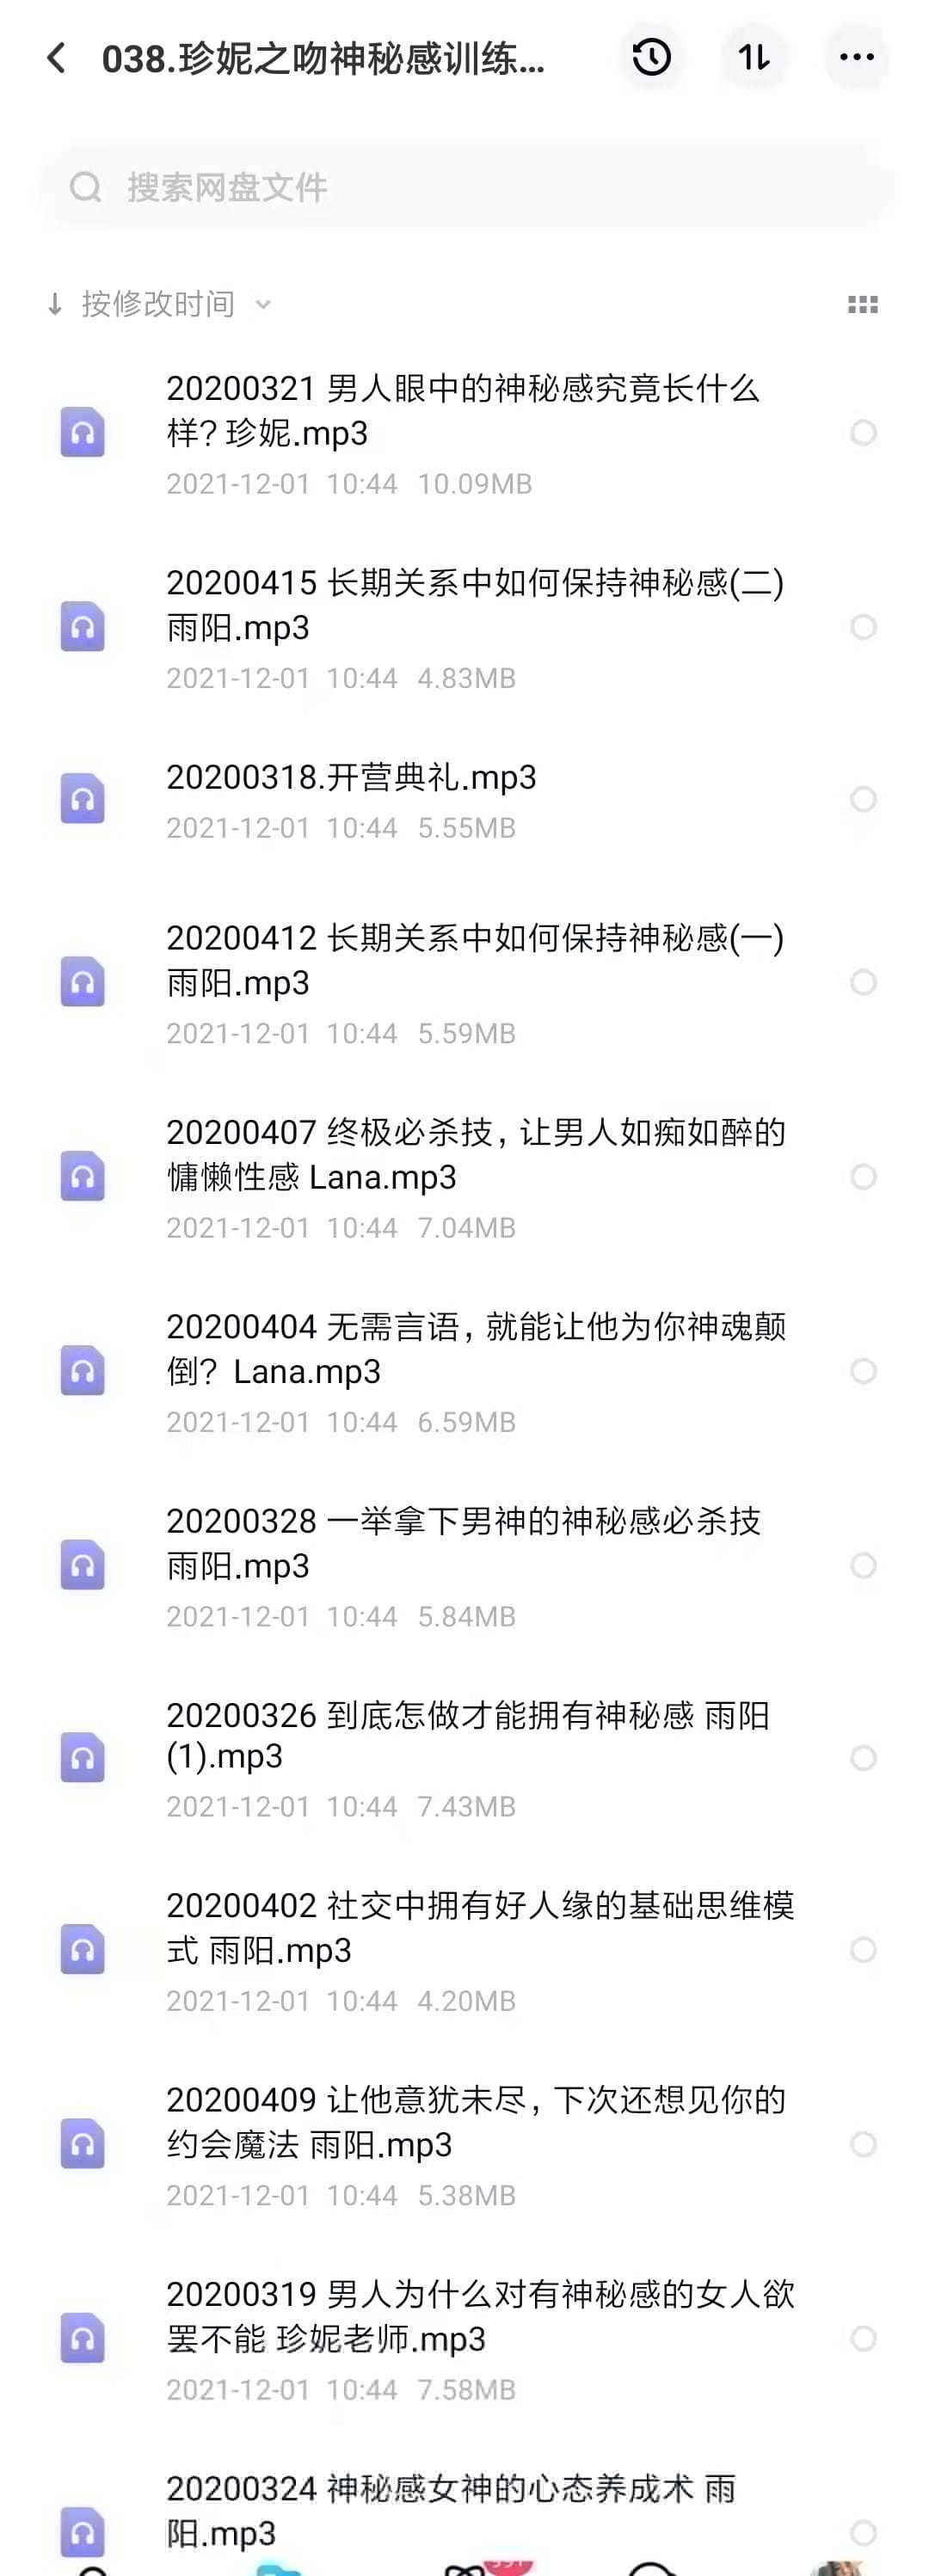 038.珍妮之吻神秘感训练...
搜索网盘文件
按修改时间
20200321 男人眼中的神秘感究竟长什么
样? 珍妮.mp3
2021-12-01 10:44 10.09MB
20200415 长期关系中如何保持神秘感(二)
雨阳.mp3
2021-12-01 10:44 4.83MB
20200318.开营典礼.mp3
2021-12-01 10:44 5.55MB
20200412 长期关系中如何保持神秘感(一)
雨阳.mp3
2021-12-01 10:44 5.59MB
20200407 终极必杀技，让男人如痴如醉的
慵懒性感 Lana.mp3
2021-12-01 10:44 7.04MB
20200404 无需言语，就能让他为你神魂颠
倒？Lana.mp3
2021-12-01 10:44 6.59MB
20200328 一举拿下男神的神秘感必杀技
雨阳.mp3
2021-12-01 10:44 5.84MB
20200326 到底怎做才能拥有神秘感 雨阳
(1).mp3
2021-12-01 10:44 7.43MB
20200402 社交中拥有好人缘的基础思维模
式 雨阳.mp3
2021-12-01 10:44 4.20MB
20200409 让他意犹未尽，下次还想见你的
约会魔法 雨阳.mp3
2021-12-01 10:44 5.38MB
20200319 男人为什么对有神秘感的女人欲
罢不能 珍妮老师.mp3
2021-12-01 10:44 7.58MB
20200324 神秘感女神的心态养成术 雨
阳.mp3